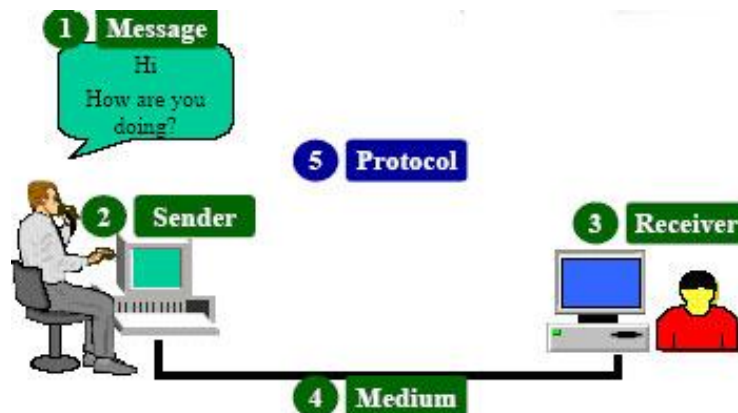 1 Message
Hi
How are you
doing?
5 Protocol
2 Sender
3 Receiver
4 Medium